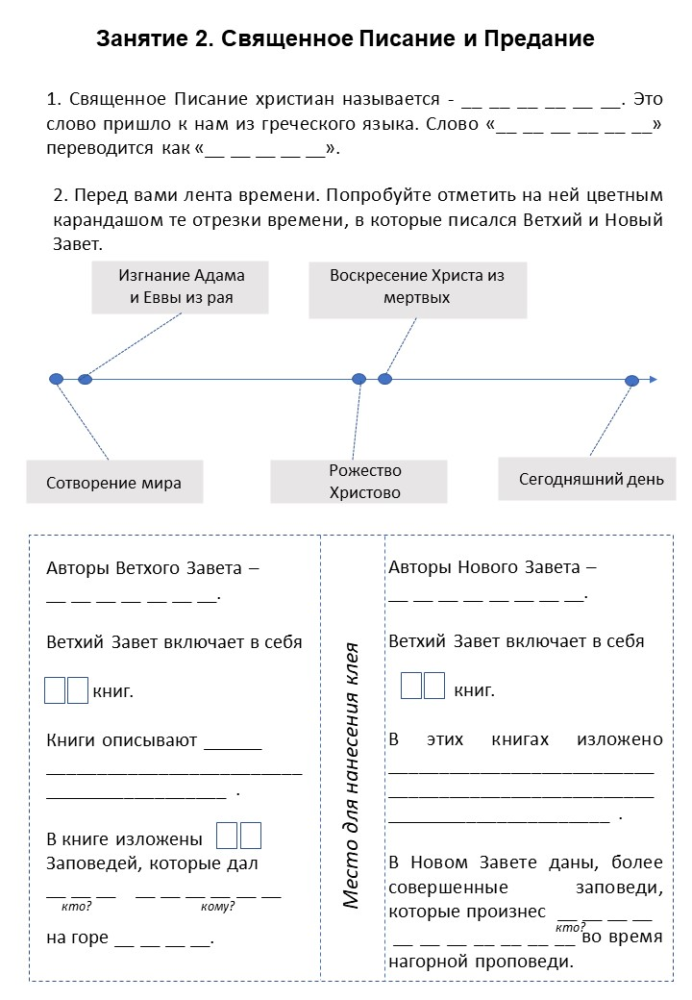 Занятие 2. Священное Писание и Предание
1. Священное Писание христиан называется - __ __ __ __ __ __. Это
слово пришло к нам из греческого языка. Слово «__ __ __ __ __ __»
переводится как «__ __ __ __ __».
2. Перед вами лента времени. Попробуйте отметить на ней цветным
карандашом те отрезки времени, в которые писался Ветхий и Новый
Завет.
Изгнание Адама
и Еввы из рая
Воскресение Христа из
мертвых
Сотворение мира
Рожество
Христово
Сегодняшний день
Авторы Ветхого Завета –
__ __ __ __ __ __ __.
Ветхий Завет включает в себя
книг.
Книги описывают ______
___________________________
___________________ .
В книге изложены
Заповедей, которые дал
__ __ __ __ __ __ __ __ __
кто? кому?
на горе __ __ __ __.
Место для нанесения клея
Авторы Нового Завета –
__ __ __ __ __ __ __ __.
Ветхий Завет включает в себя
книг.
В этих книгах изложено
____________________________
____________________________
_______________________ .
В Новом Завете даны, более
совершенные заповеди,
которые произнес __ __ __ __
кто?
__ __ __ __ __ __ __ во время
нагорной проповеди.